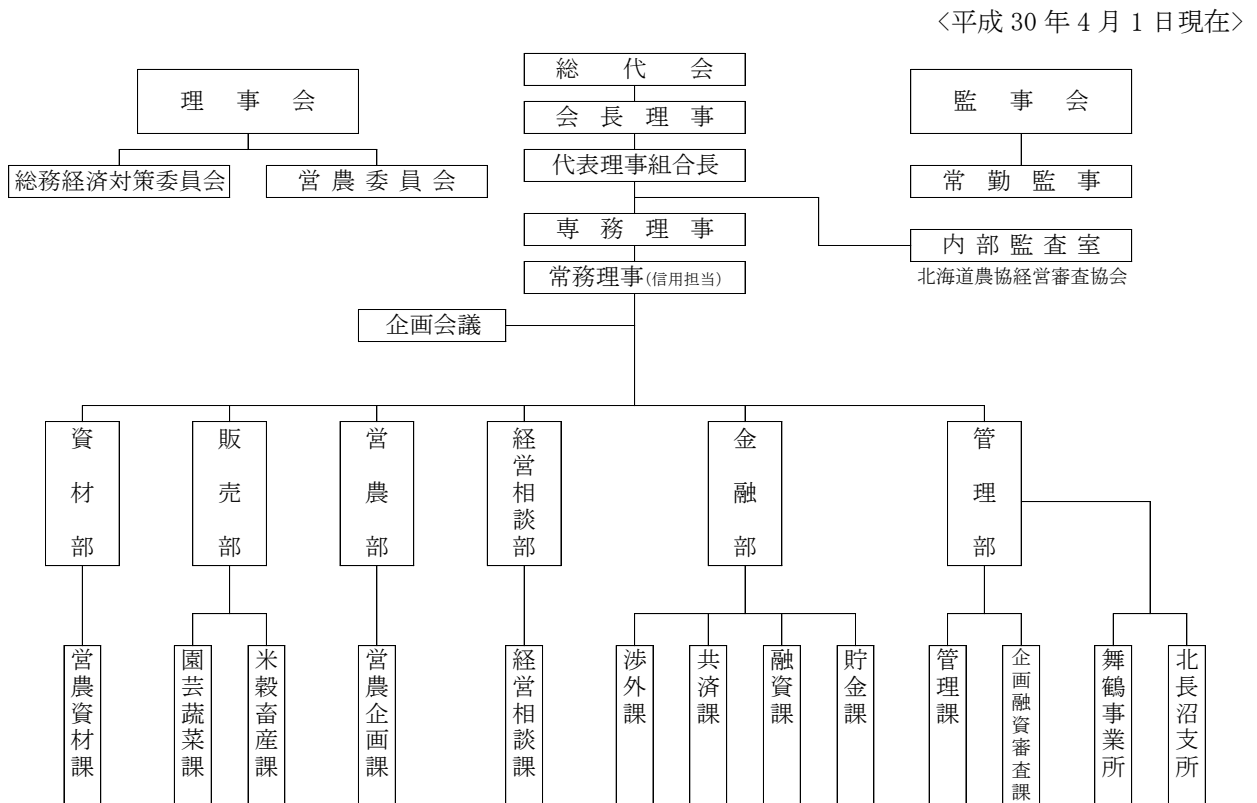 <平成 30 年 4 月 1 日現在>
総代会
理事会
監事会
会長理事
代表理事組合長
総務経済対策委員会
営農委員会
常勤監事
専務理事
内部監査室
北海道農協経営審査協会
常務理事(信用担当)
企画会議
資材部
販売部
営農部
経営相談部
金融部
管理部
営農資材課
園芸蔬菜課
米穀畜産課
営農企画課
経営相談課
渉外課
共済課
融資課
貯金課
管理課
企画融資審査課
舞鶴事業所
北長沼支所